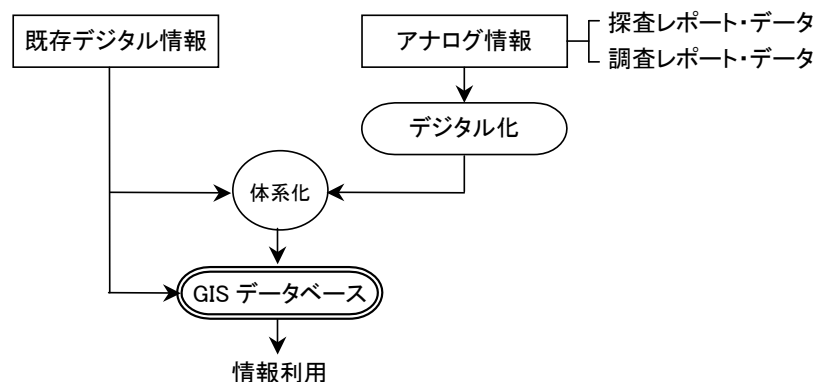 既存デジタル情報
アナログ情報
探査レポート・データ
調査レポート・データ
デジタル化
体系化
GIS データベース
情報利用